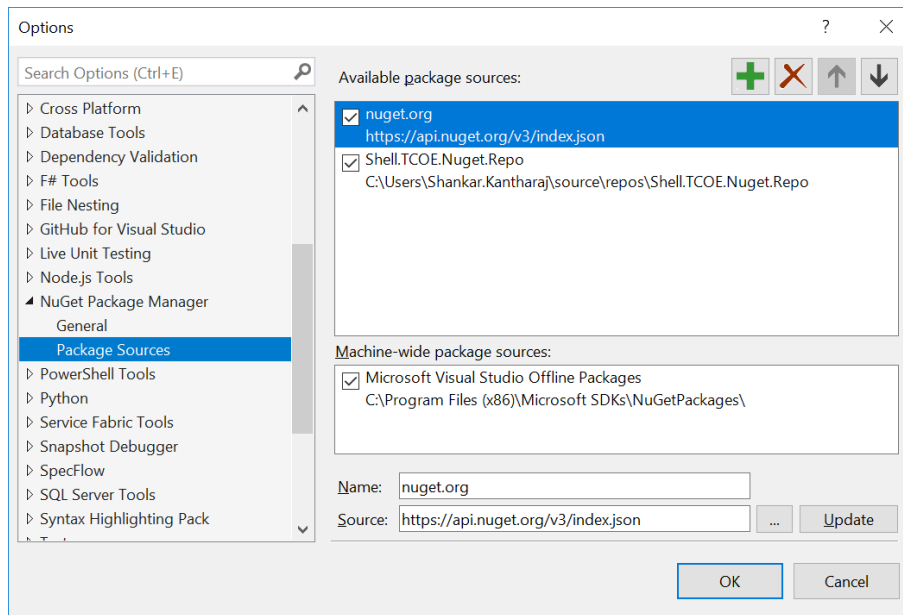 Options
?
Search Options (Ctrl+E)
Cross Platform
Database Tools
Dependency Validation
F# Tools
File Nesting
GitHub for Visual Studio
Live Unit Testing
Node.js Tools
NuGet Package Manager
General
Package Sources
PowerShell Tools
Python
Service Fabric Tools
Snapshot Debugger
SpecFlow
SQL Server Tools
Syntax Highlighting Pack
Available package sources:
nuget.org
https://api.nuget.org/v3/index.json
Shell.TCOE.Nuget.Repo
C:\Users\Shankar.Kantharaj\source\repos\Shell.TCOE.Nuget.Repo
Machine-wide package sources:
Microsoft Visual Studio Offline Packages
C:\Program Files (x86)\Microsoft SDKs\NuGetPackages\
Name: nuget.org
Source: https://api.nuget.org/v3/index.json ... Update
OK Cancel